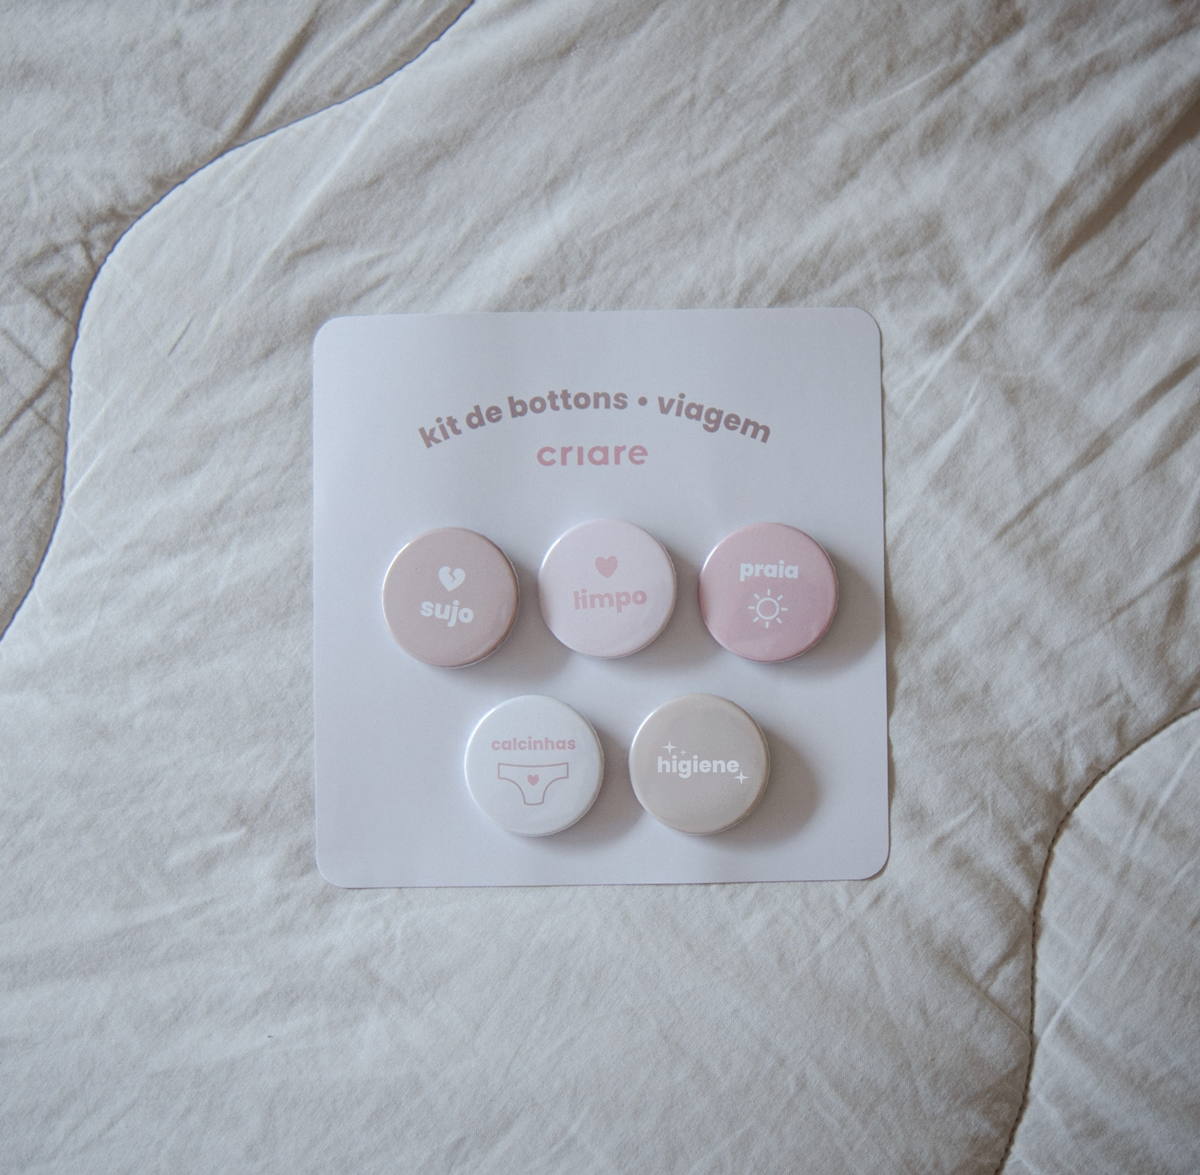 kit de bottons • viagem
criare
sujo
limpo
praia
calcinhas
higiene